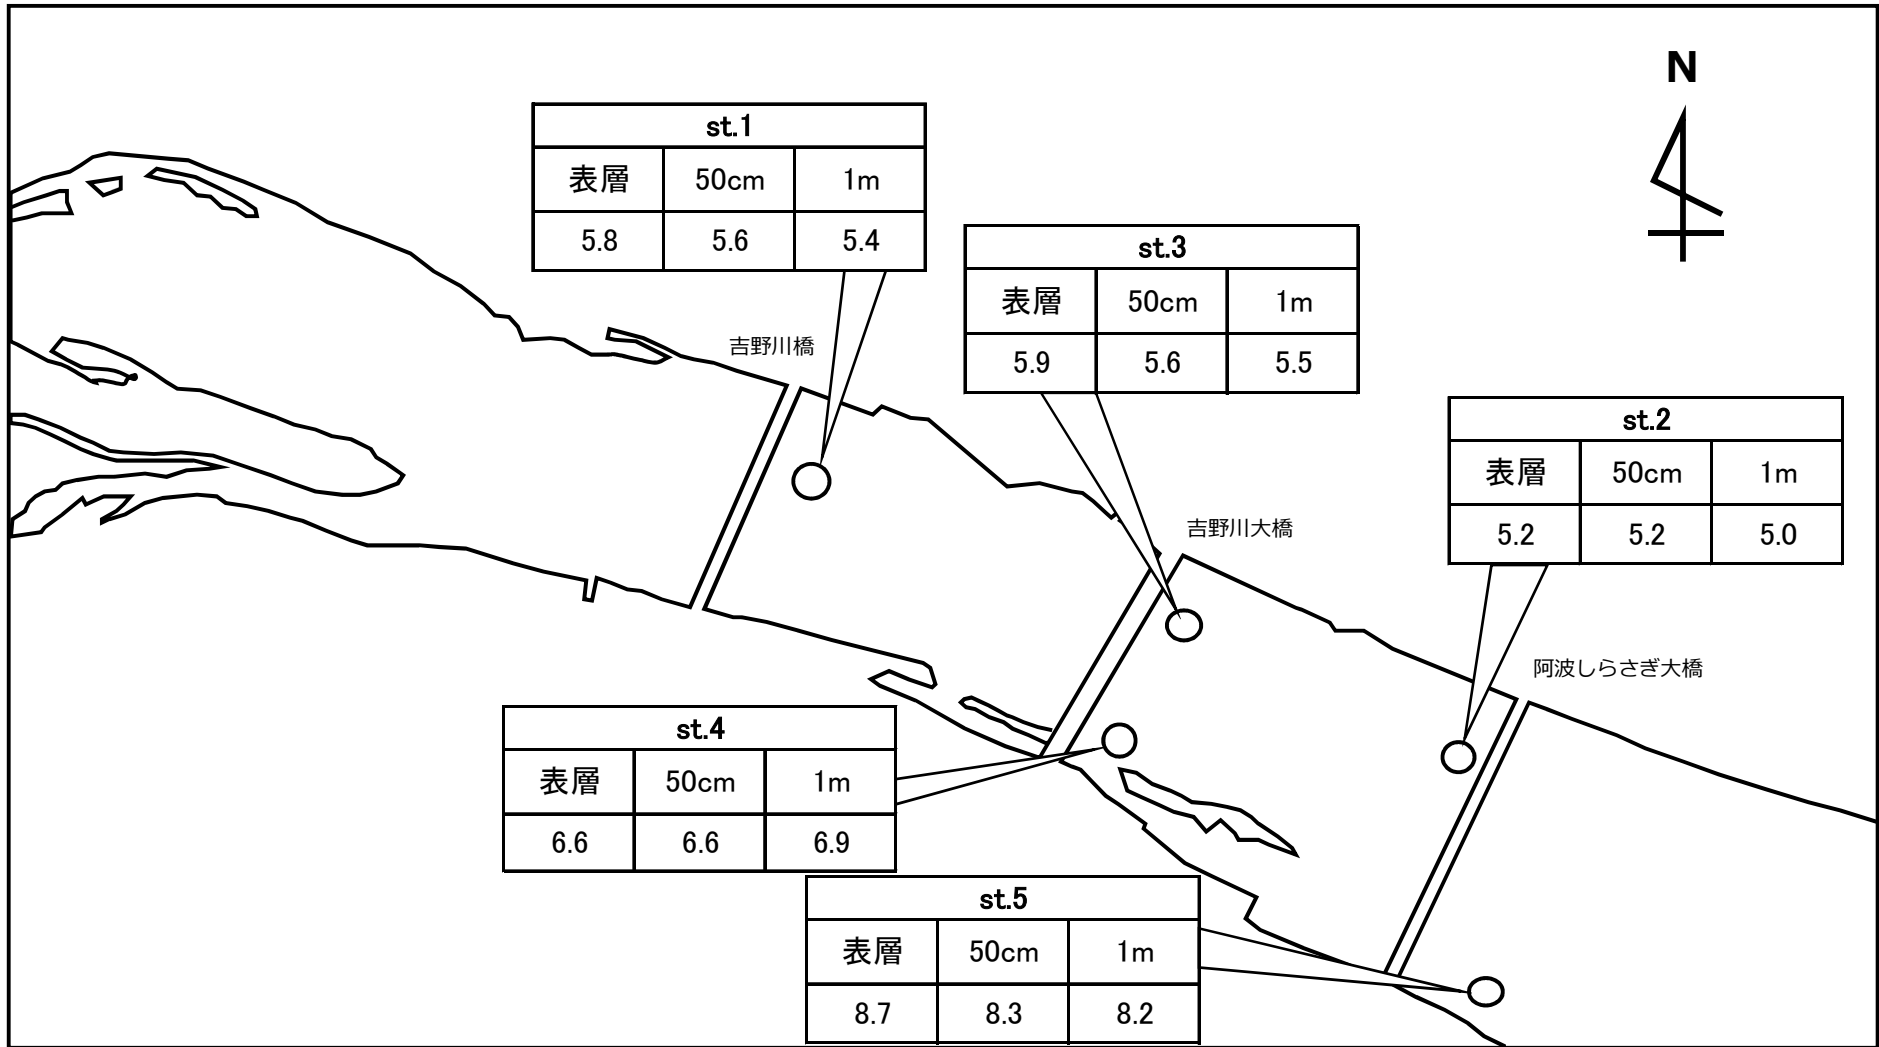 N
st.1
表層 50cm 1m
5.8 5.6 5.4
吉野川橋
st.3
表層 50cm 1m
5.9 5.6 5.5
吉野川大橋
st.2
表層 50cm 1m
5.2 5.2 5.0
阿波しらさぎ大橋
st.4
表層 50cm 1m
6.6 6.6 6.9
st.5
表層 50cm 1m
8.7 8.3 8.2